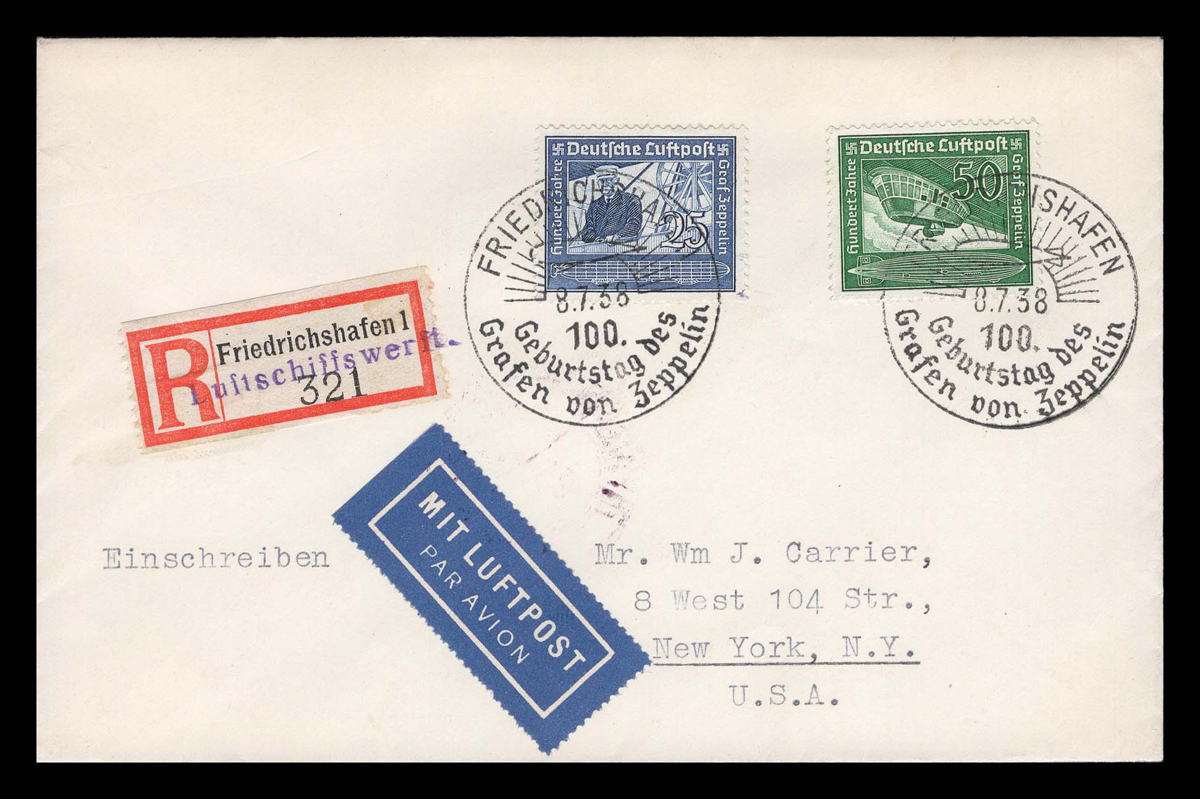 Deutsche Luftpost
Hundert Jahre
Graf Zeppelin
25
Deutsche Luftpost
Hundert Jahre
Graf Zeppelin
50
FRIEDRICHSHAFEN
8.7.38
100.
Geburtstag des
Grafen von Zeppelin
8.7.38
100.
Geburtstag des
Grafen von Zeppelin
R
Friedrichshafen 1
Luftschiffswerft.
321
MIT LUFTPOST
PAR AVION
Einschreiben
Mr. Wm J. Carrier,
8 West 104 Str.,
New York, N.Y.
U.S.A.